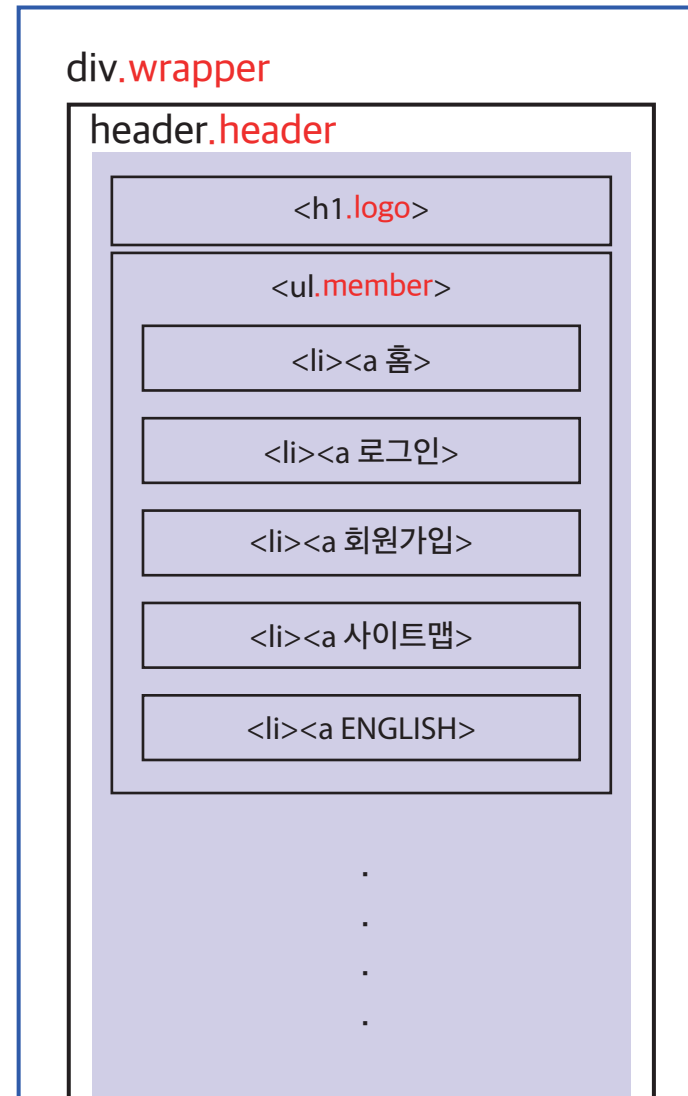 div.wrapper
header.header
<h1.logo>
<ul.member>
<li><a 홈>
<li><a 로그인>
<li><a 회원가입>
<li><a 사이트맵>
<li><a ENGLISH>
.
.
.
.